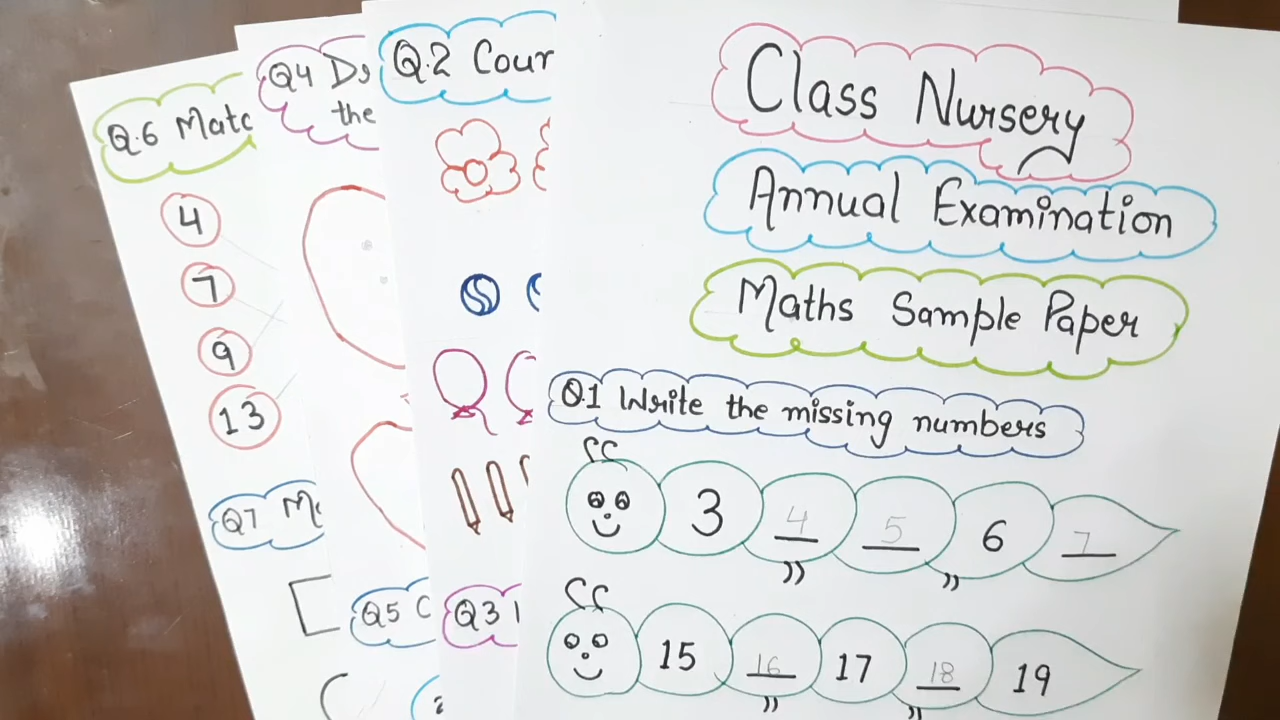 Class Nursery
Annual Examination
Maths Sample Paper
Q.1 Write the missing numbers
3 4 5 6 7
15 16 17 18 19
Q.2 Cour
Q3
Q4
the
Q5 C
Q.6 Matc
4
7
9
13
Q7 M